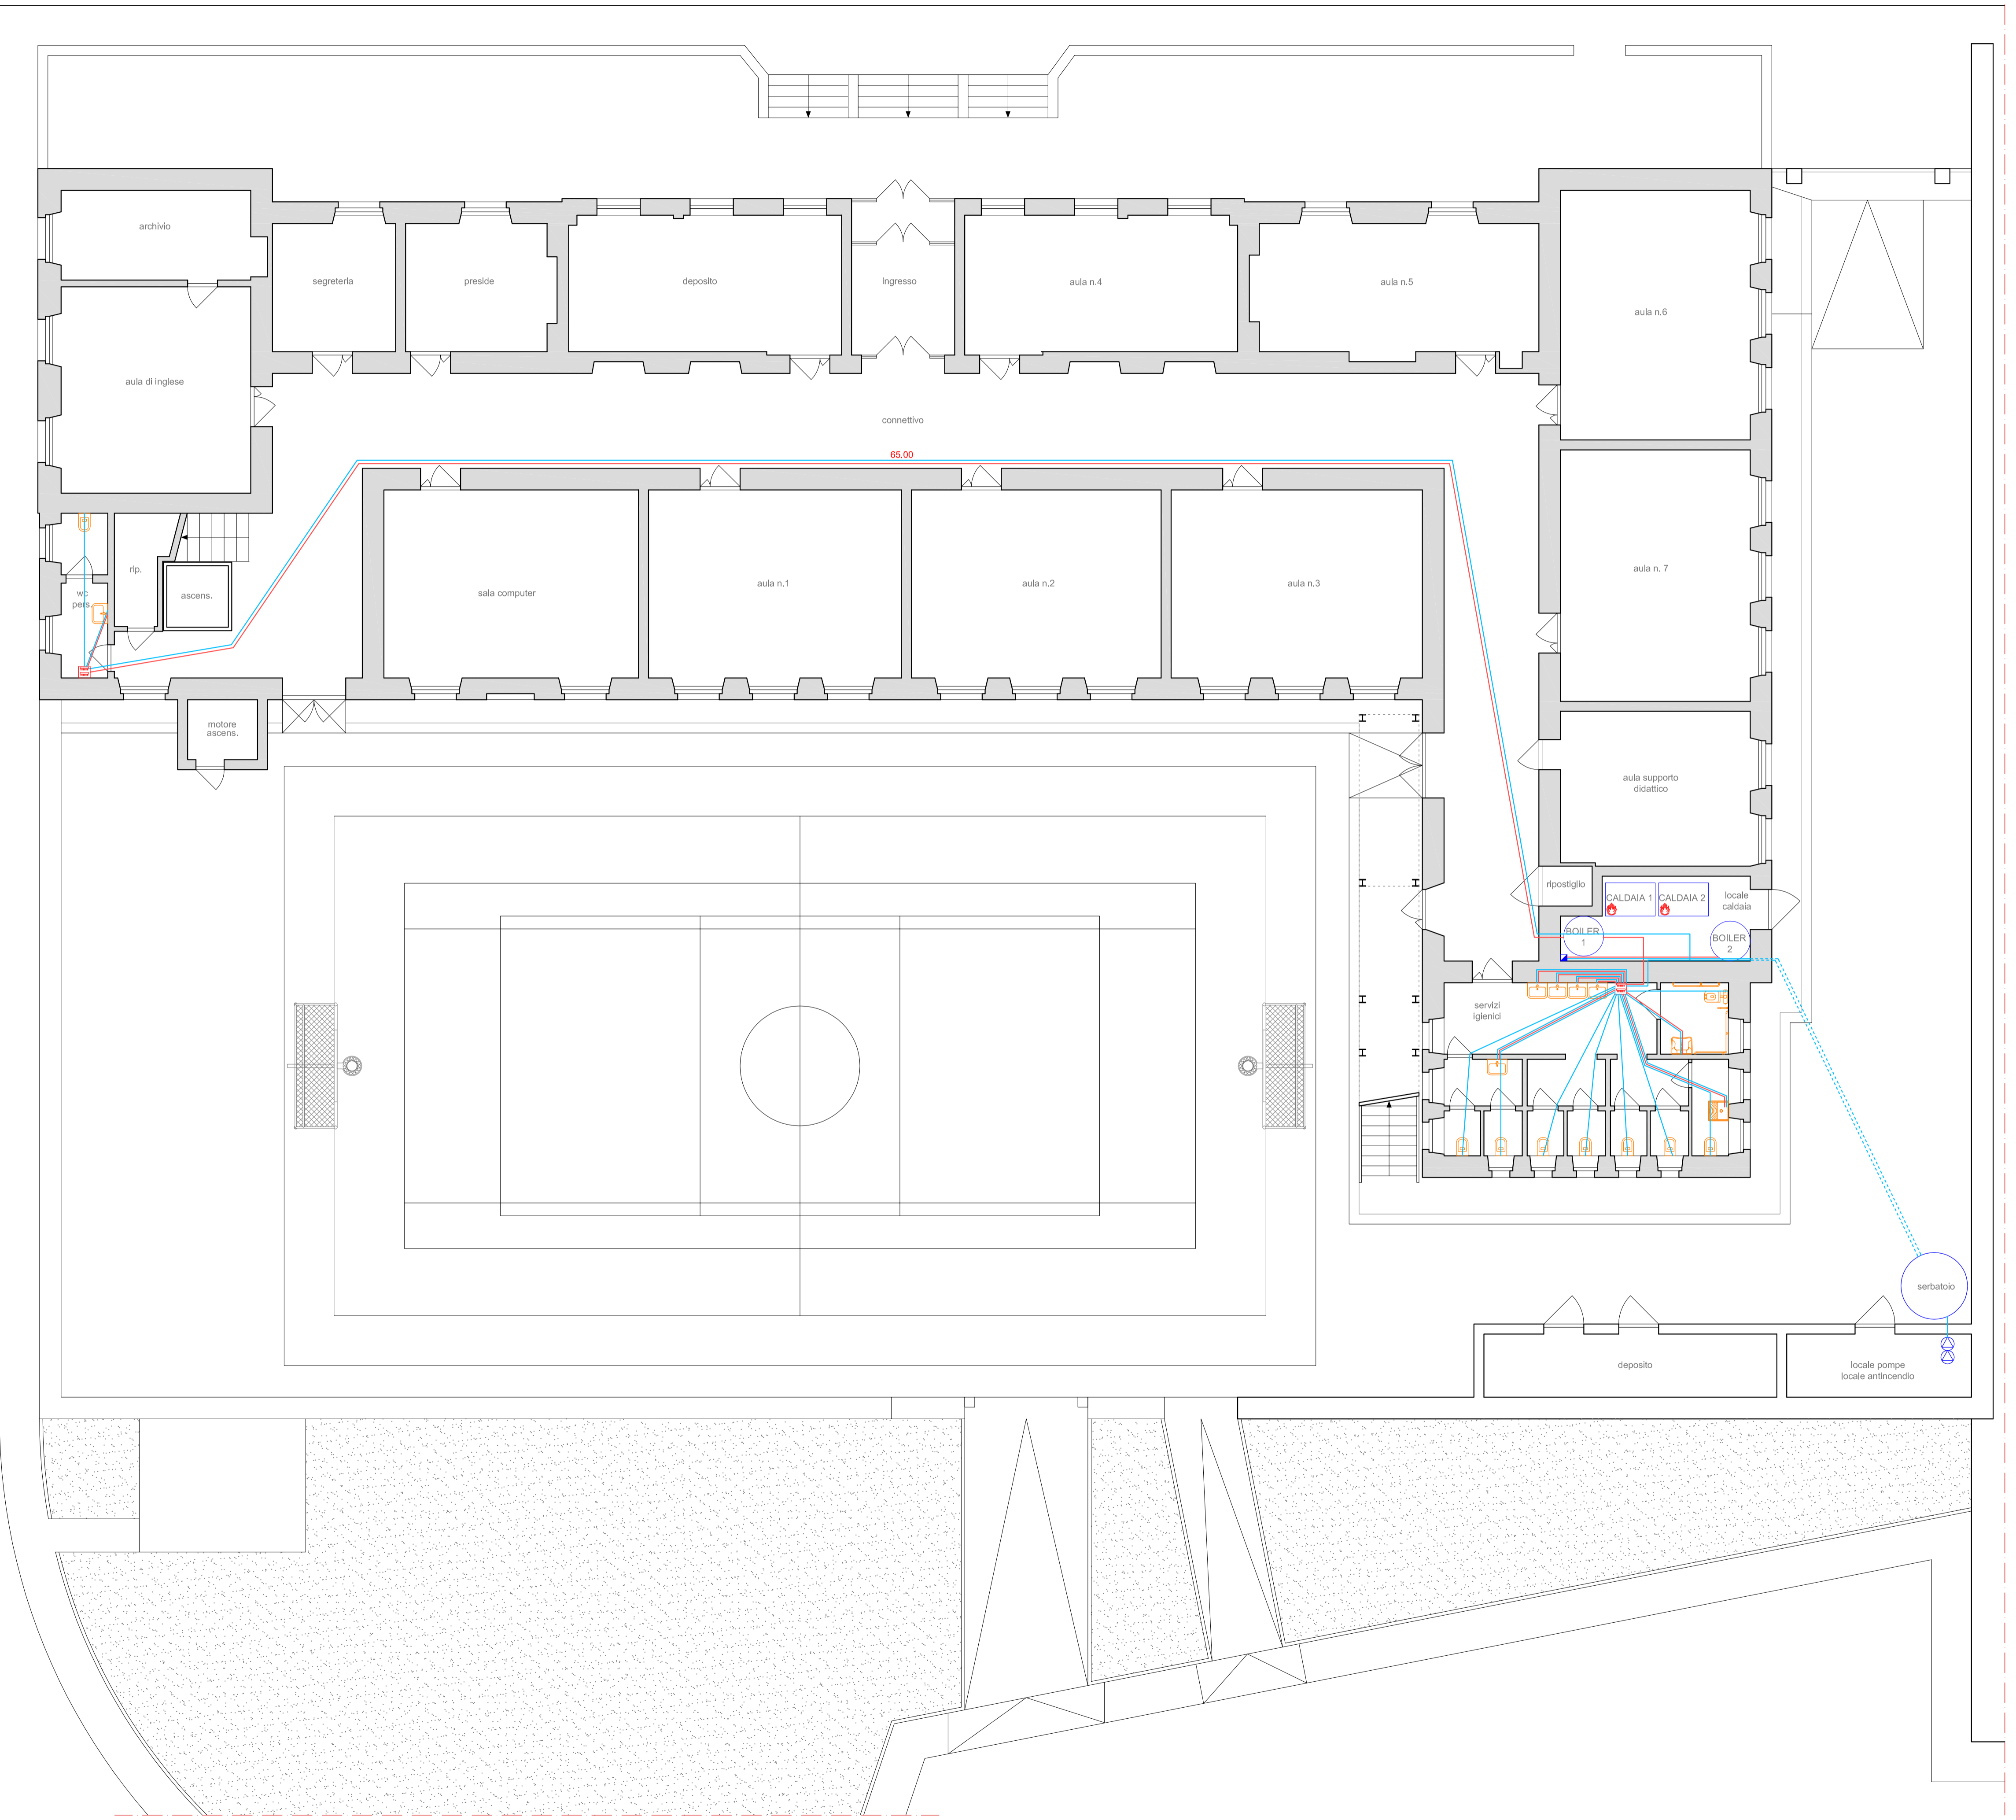 archivio
segreteria
preside
deposito
ingresso
aula n.4
aula n.5
aula n.6
aula di inglese
connettivo
65.00
rip.
wc
pers.
ascens.
sala computer
aula n.1
aula n.2
aula n.3
aula n. 7
motore
ascens.
aula supporto
didattico
ripostiglio
CALDAIA 1
CALDAIA 2
locale
caldaia
BOILER
1
BOILER
2
servizi
igienici
serbatoio
deposito
locale pompe
locale antincendio